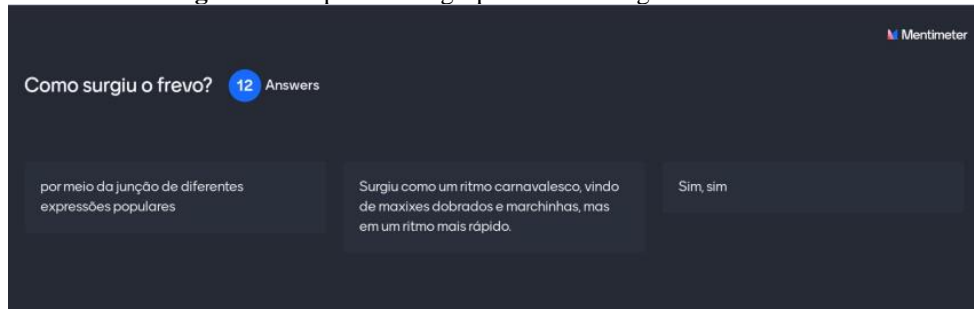 Mentimeter
Como surgiu o frevo? 12 Answers
por meio da junção de diferentes
expressões populares
Surgiu como um ritmo carnavalesco, vindo
de maxixes dobrados e marchinhas, mas
em um ritmo mais rápido.
Sim, sim